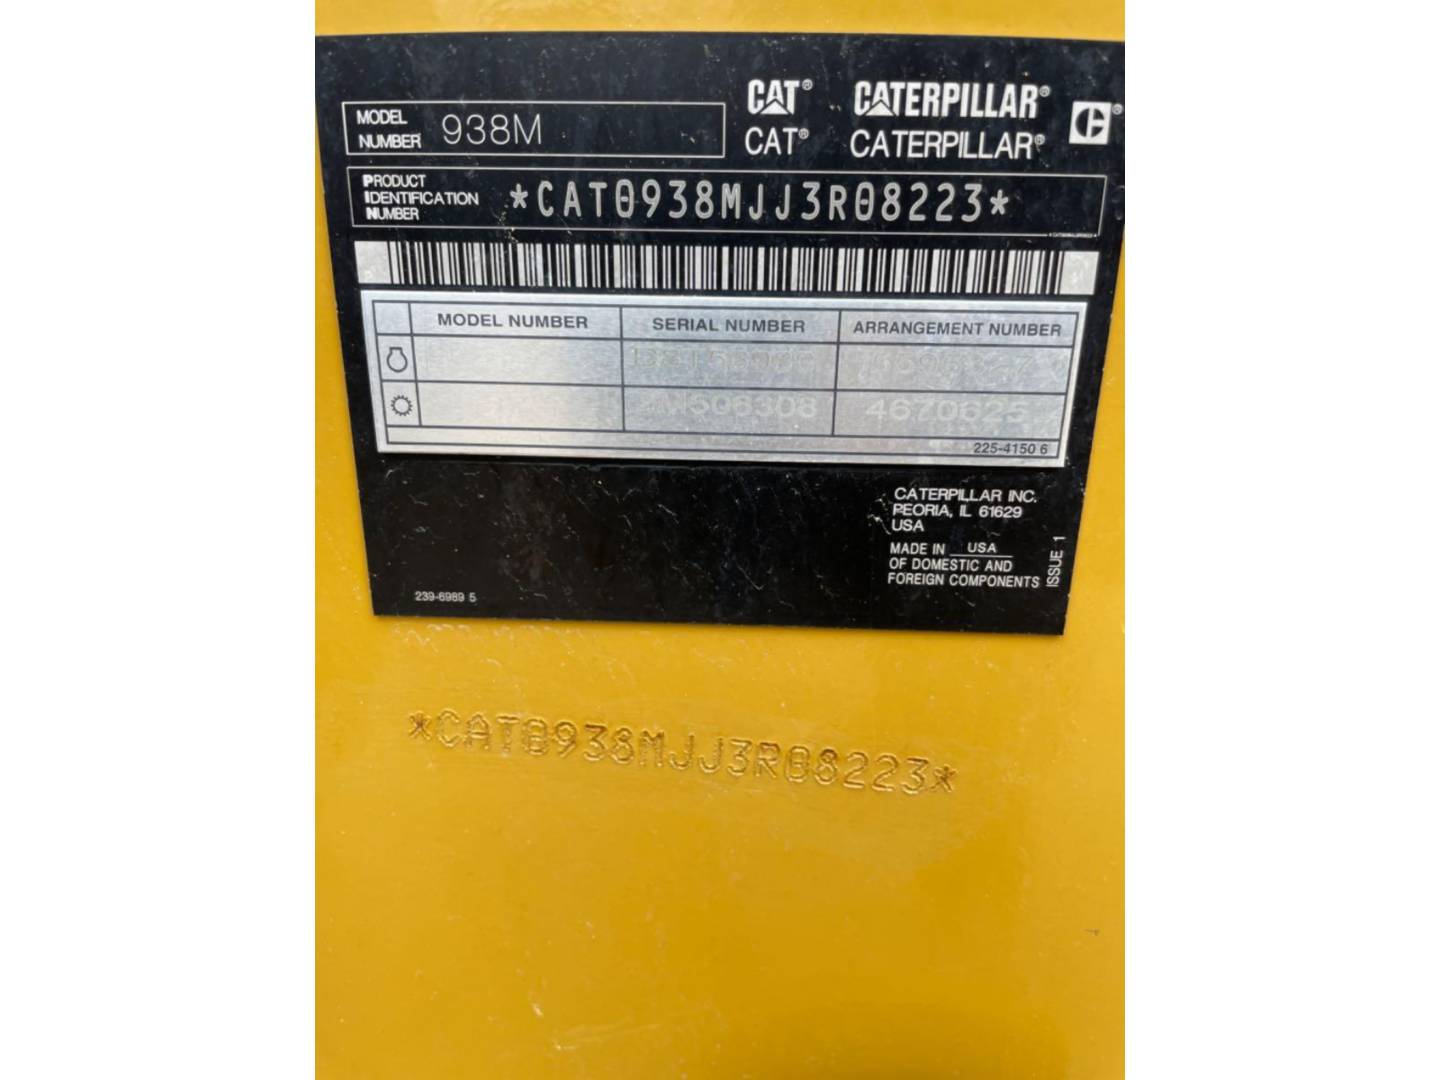 CAT® CATERPILLAR®
MODEL NUMBER 938M
CAT® CATERPILLAR®
PRODUCT IDENTIFICATION NUMBER *CAT0938MJJ3R08223*
MODEL NUMBER SERIAL NUMBER ARRANGEMENT NUMBER
4670625
225-4150 6
CATERPILLAR INC.
PEORIA, IL 61629
USA
MADE IN USA
OF DOMESTIC AND
FOREIGN COMPONENTS
ISSUE 1
239-6989 5
*CAT0938MJJ3R08223*